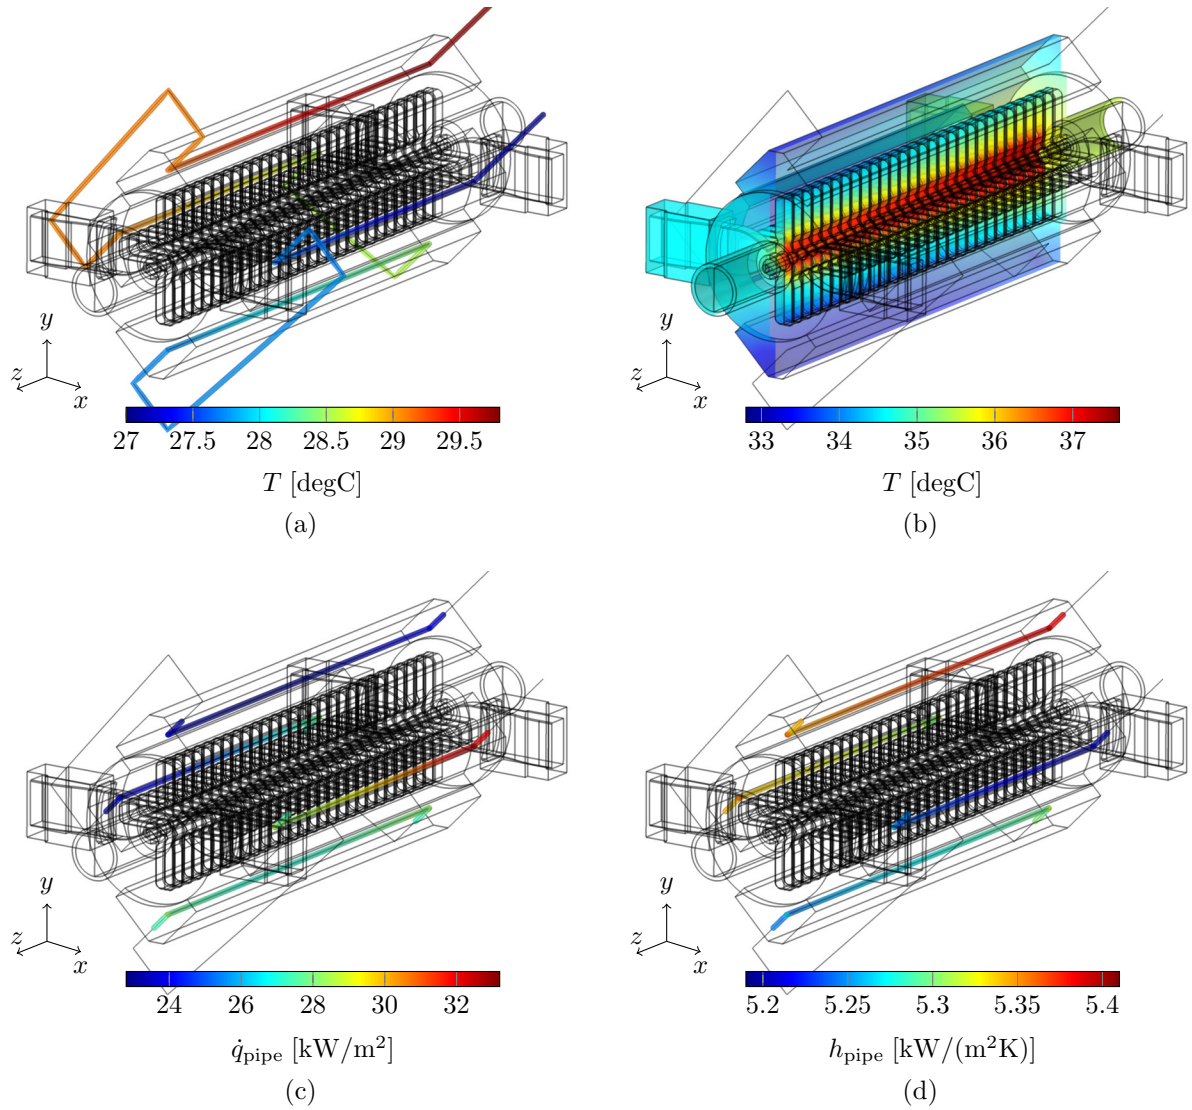 y
z
x
27 27.5 28 28.5 29 29.5
T [degC]
(a)
y
z
x
33 34 35 36 37
T [degC]
(b)
y
z
x
24 26 28 30 32
q̇pipe [kW/m²]
(c)
y
z
x
5.2 5.25 5.3 5.35 5.4
hpipe [kW/(m²K)]
(d)